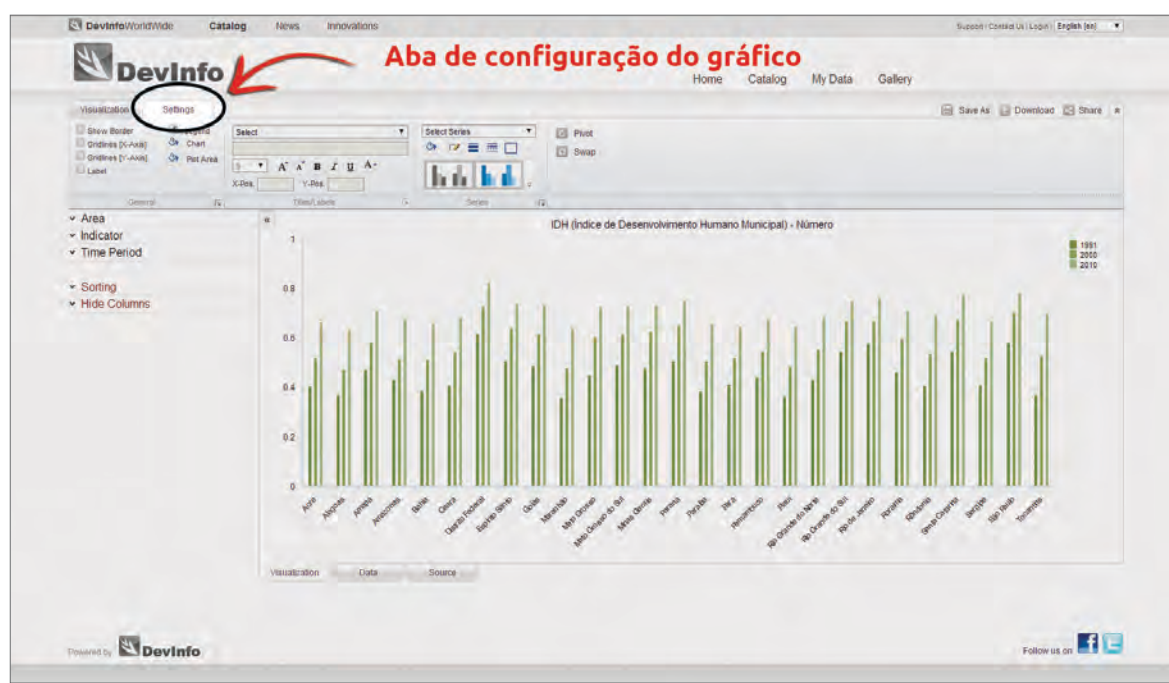 DevInfoWorldWide Catalog News Innovations Support | Contact Us | Login | English [en]
Aba de configuração do gráfico
DevInfo
Home Catalog My Data Gallery
Visualization Settings Save As Download Share
Show Border Legend Select Select Series Pivot
Gridlines [X-Axis] Chart Swap
Gridlines [Y-Axis] Plot Area
Label
X-Pos. Y-Pos.
General Titles/Labels Series
Area
Indicator
Time Period
Sorting
Hide Columns
IDH (Índice de Desenvolvimento Humano Municipal) - Número
1991
2000
2010
1
0.8
0.6
0.4
0.2
0
Acre Alagoas Amapá Amazonas Bahia Ceará Distrito Federal Espírito Santo Goiás Maranhão Mato Grosso Mato Grosso do Sul Minas Gerais Paraná Paraíba Pará Pernambuco Piauí Rio Grande do Norte Rio Grande do Sul Rio de Janeiro Roraima Rondônia Santa Catarina Sergipe São Paulo Tocantins
Visualization Data Source
Powered by DevInfo
Follow us on